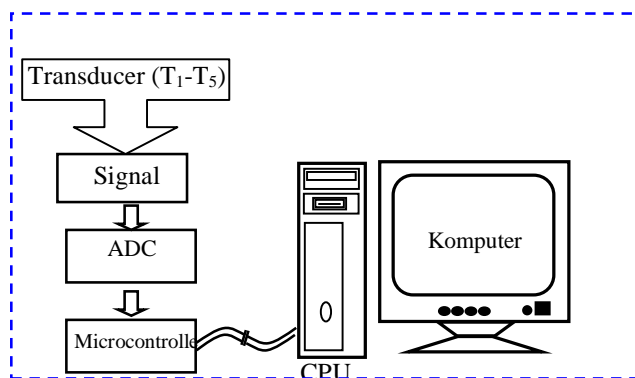 Transducer (T₁-T₅)
Signal
ADC
Microcontrolle
Komputer
CPU